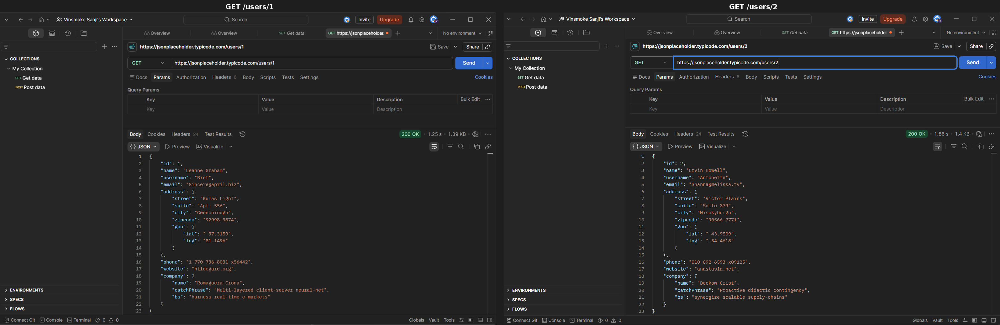 GET /users/1
Vinsmoke Sanji's Workspace
Search
Invite
Upgrade
Overview
Overview
GET Get data
GET https://jsonplaceholder.
No environment
HTTP
https://jsonplaceholder.typicode.com/users/1
Save
Share
COLLECTIONS
My Collection
GET Get data
POST Post data
GET
https://jsonplaceholder.typicode.com/users/1
Send
Docs
Params
Authorization
Headers 6
Body
Scripts
Tests
Settings
Cookies
Query Params
Key
Value
Description
Bulk Edit
Key
Value
Description
Body
Cookies
Headers 24
Test Results
200 OK
1.25 s
1.39 KB
{} JSON
Preview
Visualize
1 {
2 "id": 1,
3 "name": "Leanne Graham",
4 "username": "Bret",
5 "email": "Sincere@april.biz",
6 "address": {
7 "street": "Kulas Light",
8 "suite": "Apt. 556",
9 "city": "Gwenborough",
10 "zipcode": "92998-3874",
11 "geo": {
12 "lat": "-37.3159",
13 "lng": "81.1496"
14 }
15 },
16 "phone": "1-770-736-8031 x56442",
17 "website": "hildegard.org",
18 "company": {
19 "name": "Romaguera-Crona",
20 "catchPhrase": "Multi-layered client-server neural-net",
21 "bs": "harness real-time e-markets"
22 }
23 }
ENVIRONMENTS
SPECS
FLOWS
Connect Git
Console
Terminal
0
0
Globals
Vault
Tools
GET /users/2
Vinsmoke Sanji's Workspace
Search
Invite
Upgrade
Overview
Overview
GET Get data
GET https://jsonplaceholder.
No environment
HTTP
https://jsonplaceholder.typicode.com/users/2
Save
Share
COLLECTIONS
My Collection
GET Get data
POST Post data
GET
https://jsonplaceholder.typicode.com/users/2
Send
Docs
Params
Authorization
Headers 6
Body
Scripts
Tests
Settings
Cookies
Query Params
Key
Value
Description
Bulk Edit
Key
Value
Description
Body
Cookies
Headers 24
Test Results
200 OK
1.86 s
1.4 KB
{} JSON
Preview
Visualize
1 {
2 "id": 2,
3 "name": "Ervin Howell",
4 "username": "Antonette",
5 "email": "Shanna@melissa.tv",
6 "address": {
7 "street": "Victor Plains",
8 "suite": "Suite 879",
9 "city": "Wisokyburgh",
10 "zipcode": "90566-7771",
11 "geo": {
12 "lat": "-43.9509",
13 "lng": "-34.4618"
14 }
15 },
16 "phone": "010-692-6593 x09125",
17 "website": "anastasia.net",
18 "company": {
19 "name": "Deckow-Crist",
20 "catchPhrase": "Proactive didactic contingency",
21 "bs": "synergize scalable supply-chains"
22 }
23 }
ENVIRONMENTS
SPECS
FLOWS
Connect Git
Console
Terminal
0
0
Globals
Vault
Tools